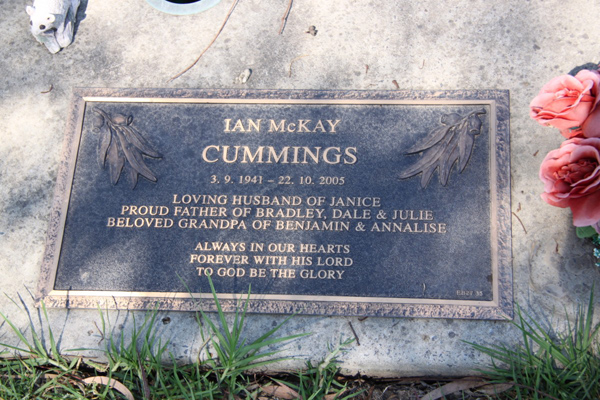 IAN McKAY
CUMMINGS
3. 9. 1941 – 22. 10. 2005
LOVING HUSBAND OF JANICE
PROUD FATHER OF BRADLEY, DALE & JULIE
BELOVED GRANDPA OF BENJAMIN & ANNALISE
ALWAYS IN OUR HEARTS
FOREVER WITH HIS LORD
TO GOD BE THE GLORY